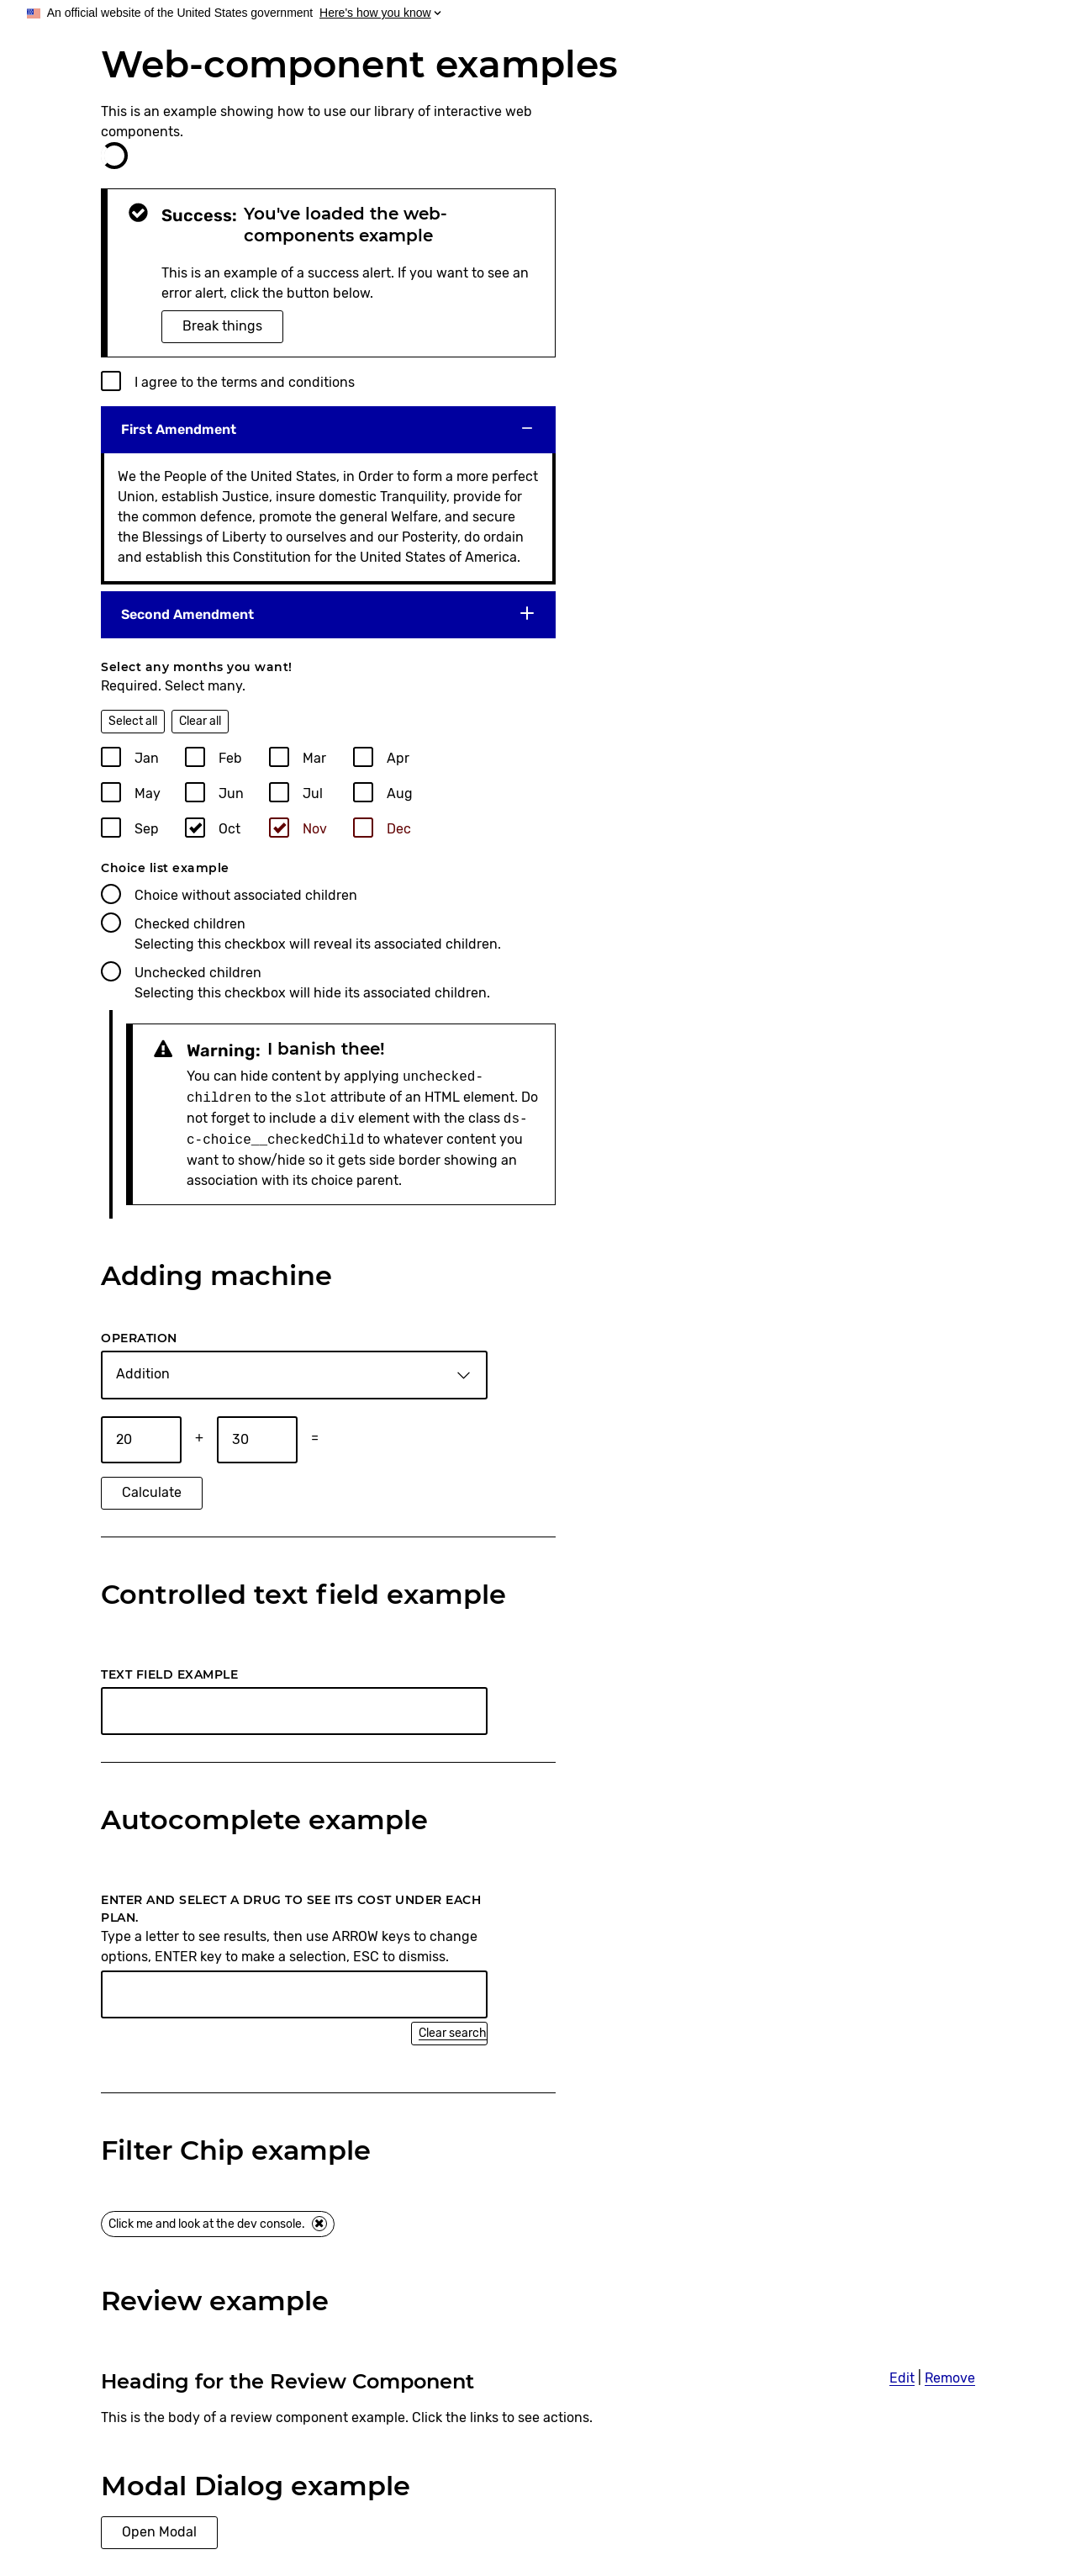 An official website of the United States government Here's how you know
Web-component examples
This is an example showing how to use our library of interactive web
components.
Success: You've loaded the web-
components example
This is an example of a success alert. If you want to see an
error alert, click the button below.
Break things
I agree to the terms and conditions
First Amendment
We the People of the United States, in Order to form a more perfect
Union, establish Justice, insure domestic Tranquility, provide for
the common defence, promote the general Welfare, and secure
the Blessings of Liberty to ourselves and our Posterity, do ordain
and establish this Constitution for the United States of America.
Second Amendment
Select any months you want!
Required. Select many.
Select all Clear all
Jan Feb Mar Apr
May Jun Jul Aug
Sep Oct Nov Dec
Choice list example
Choice without associated children
Checked children
Selecting this checkbox will reveal its associated children.
Unchecked children
Selecting this checkbox will hide its associated children.
Warning: I banish thee!
You can hide content by applying unchecked-
children to the slot attribute of an HTML element. Do
not forget to include a div element with the class ds-
c-choice__checkedChild to whatever content you
want to show/hide so it gets side border showing an
association with its choice parent.
Adding machine
OPERATION
Addition
20 + 30 =
Calculate
Controlled text field example
TEXT FIELD EXAMPLE
Autocomplete example
ENTER AND SELECT A DRUG TO SEE ITS COST UNDER EACH
PLAN.
Type a letter to see results, then use ARROW keys to change
options, ENTER key to make a selection, ESC to dismiss.
Clear search
Filter Chip example
Click me and look at the dev console.
Review example
Heading for the Review Component Edit | Remove
This is the body of a review component example. Click the links to see actions.
Modal Dialog example
Open Modal